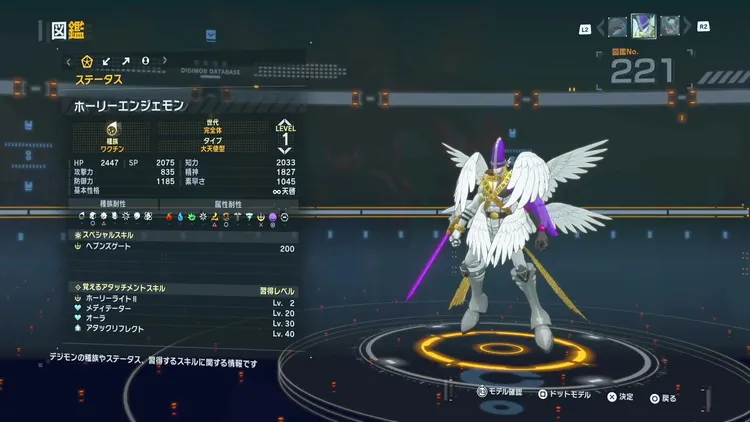 図鑑
L2
R2
図鑑No.
221
DIGIMON DATABASE
ステータス
ホーリーエンジェモン
種族
ワクチン
世代
完全体
タイプ
大天使型
LEVEL
1
HP 2447 SP 2075 知力 2033
攻撃力 835 精神 1827
防御力 1185 素早さ 1045
基本性格 天啓
種族耐性 属性耐性
スペシャルスキル
ヘブンズゲート 200
覚えるアタッチメントスキル 習得レベル
ホーリーライトⅡ Lv. 2
メディテーター Lv. 20
オーラ Lv. 30
アタックリフレクト Lv. 40
デジモンの種族やステータス、習得するスキルに関する情報です
R3 モデル確認 ドットモデル 決定 戻る